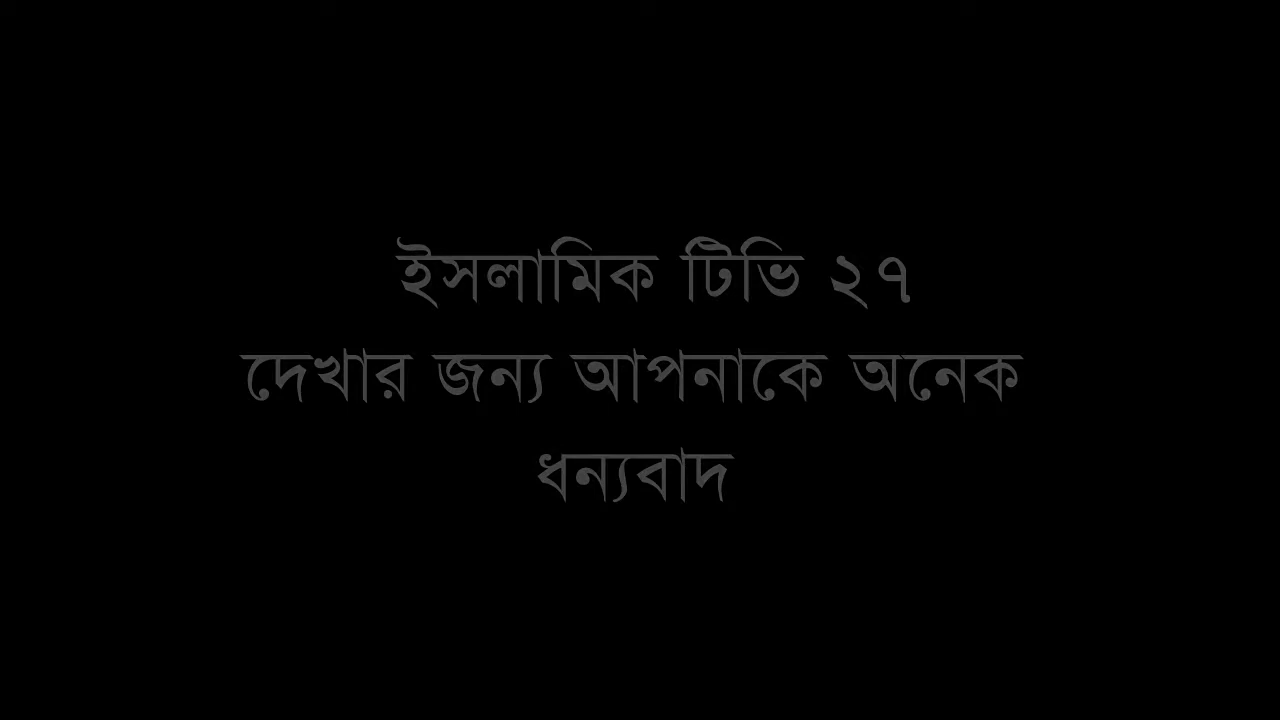 ইসলামিক টিভি ২৭
দেখার জন্য আপনাকে অনেক
ধন্যবাদ